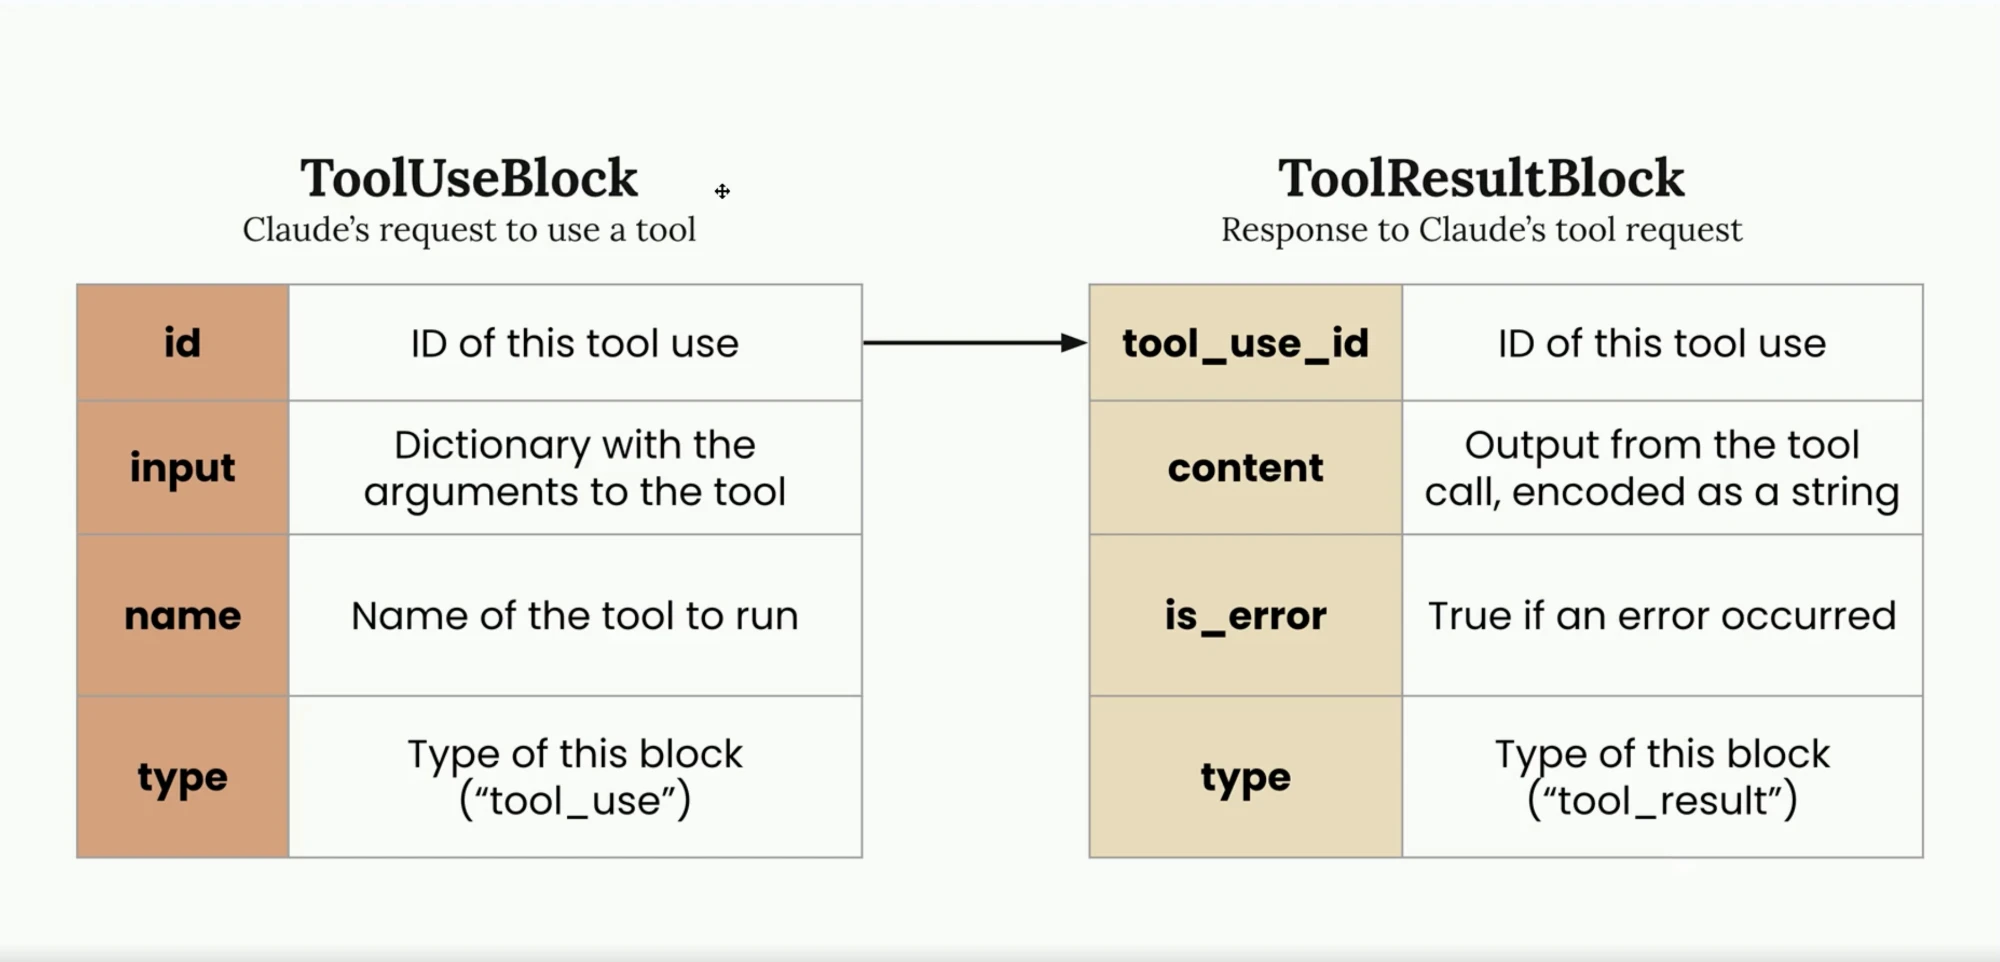 ToolUseBlock
Claude’s request to use a tool
id
ID of this tool use
input
Dictionary with the
arguments to the tool
name
Name of the tool to run
type
Type of this block
(“tool_use”)
ToolResultBlock
Response to Claude’s tool request
tool_use_id
ID of this tool use
content
Output from the tool
call, encoded as a string
is_error
True if an error occurred
type
Type of this block
(“tool_result”)